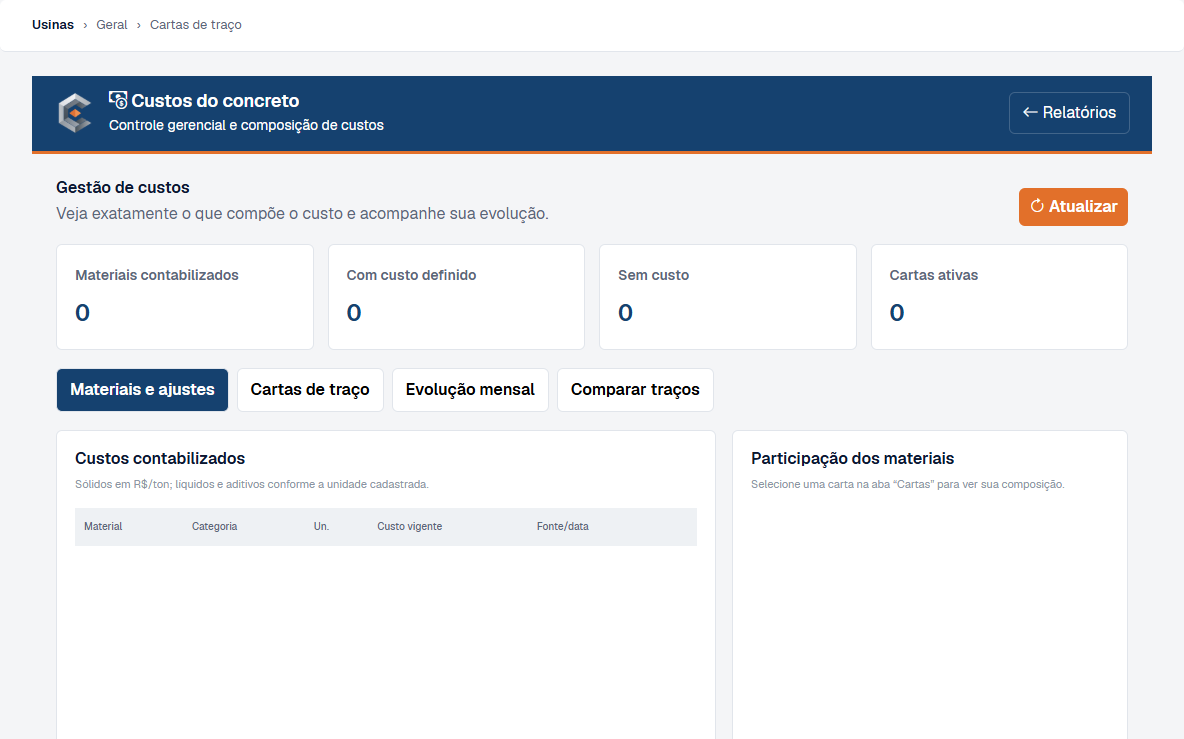 Usinas › Geral › Cartas de traço
Custos do concreto
Controle gerencial e composição de custos
← Relatórios
Gestão de custos
Veja exatamente o que compõe o custo e acompanhe sua evolução.
Atualizar
Materiais contabilizados
0
Com custo definido
0
Sem custo
0
Cartas ativas
0
Materiais e ajustes
Cartas de traço
Evolução mensal
Comparar traços
Custos contabilizados
Sólidos em R$/ton; líquidos e aditivos conforme a unidade cadastrada.
Material Categoria Un. Custo vigente Fonte/data
Participação dos materiais
Selecione uma carta na aba “Cartas” para ver sua composição.